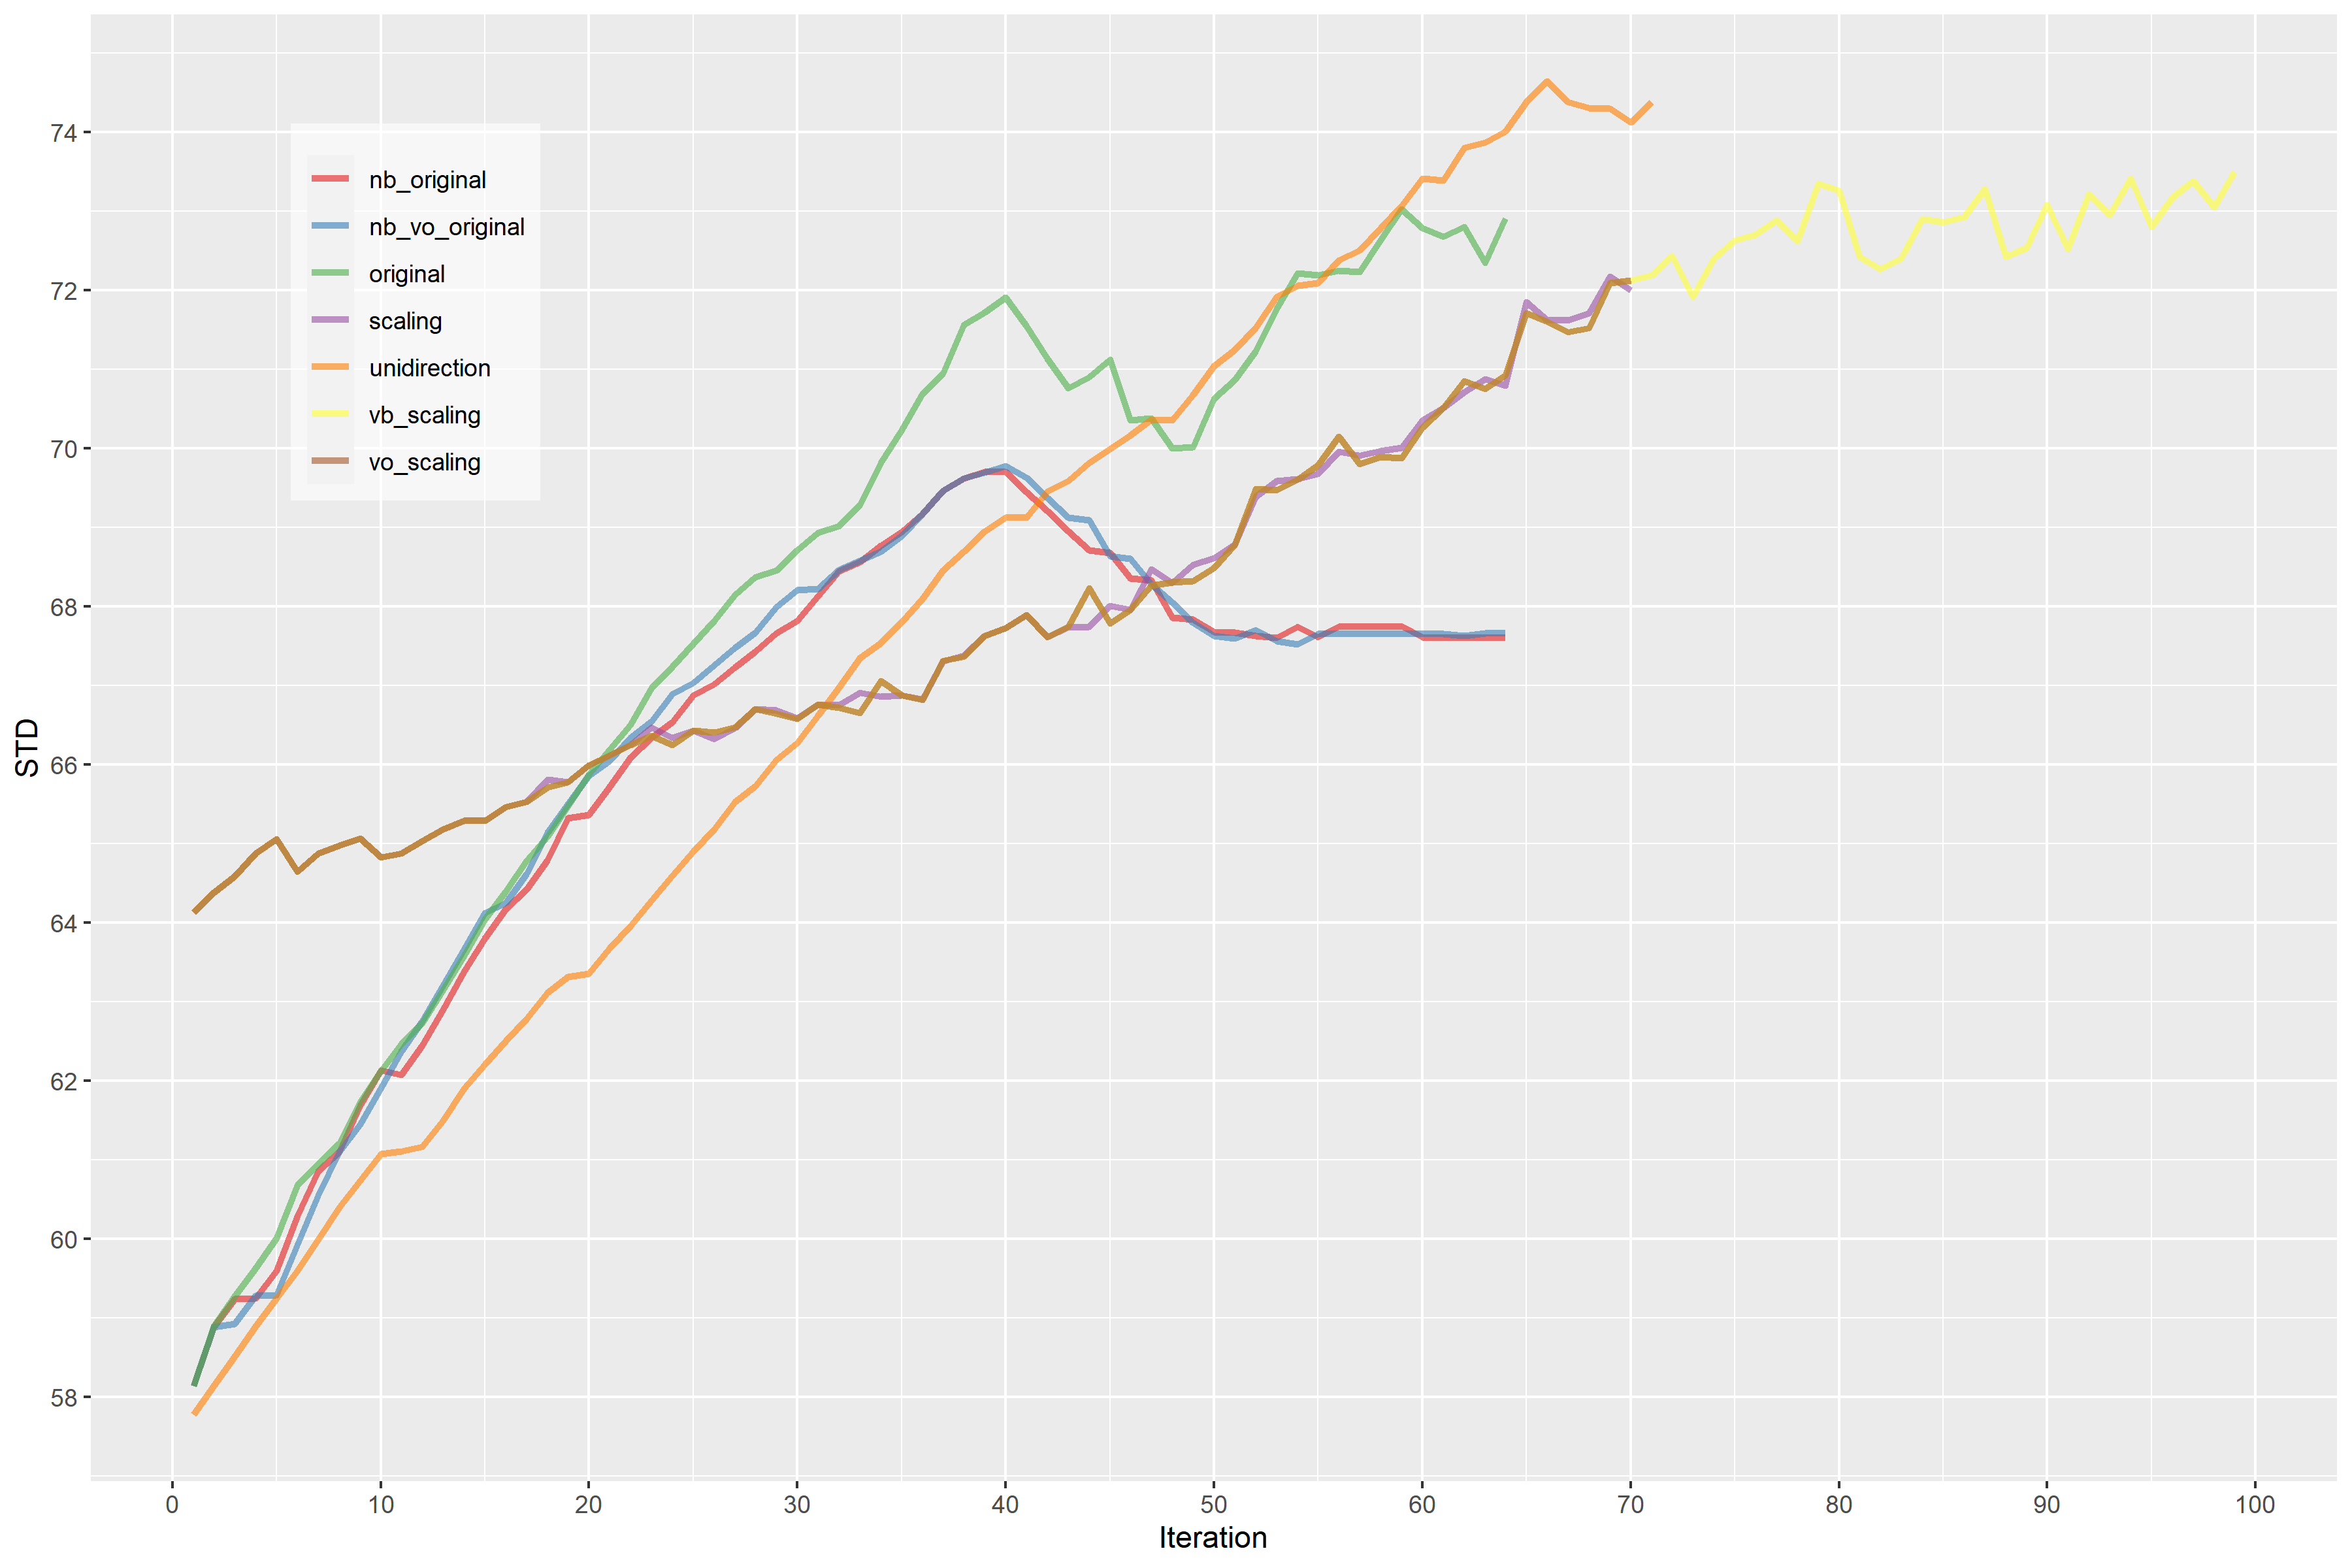 74
72
70
68
66
64
62
60
58
STD
nb_original
nb_vo_original
original
scaling
unidirection
vb_scaling
vo_scaling
0 10 20 30 40 50 60 70 80 90 100
Iteration